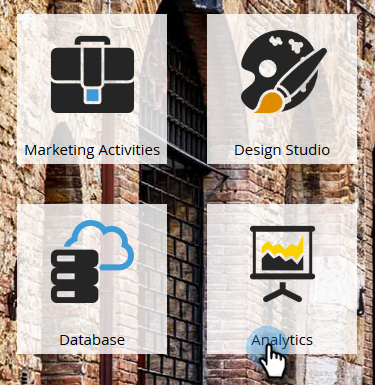 Marketing Activities
Design Studio
Database
Analytics